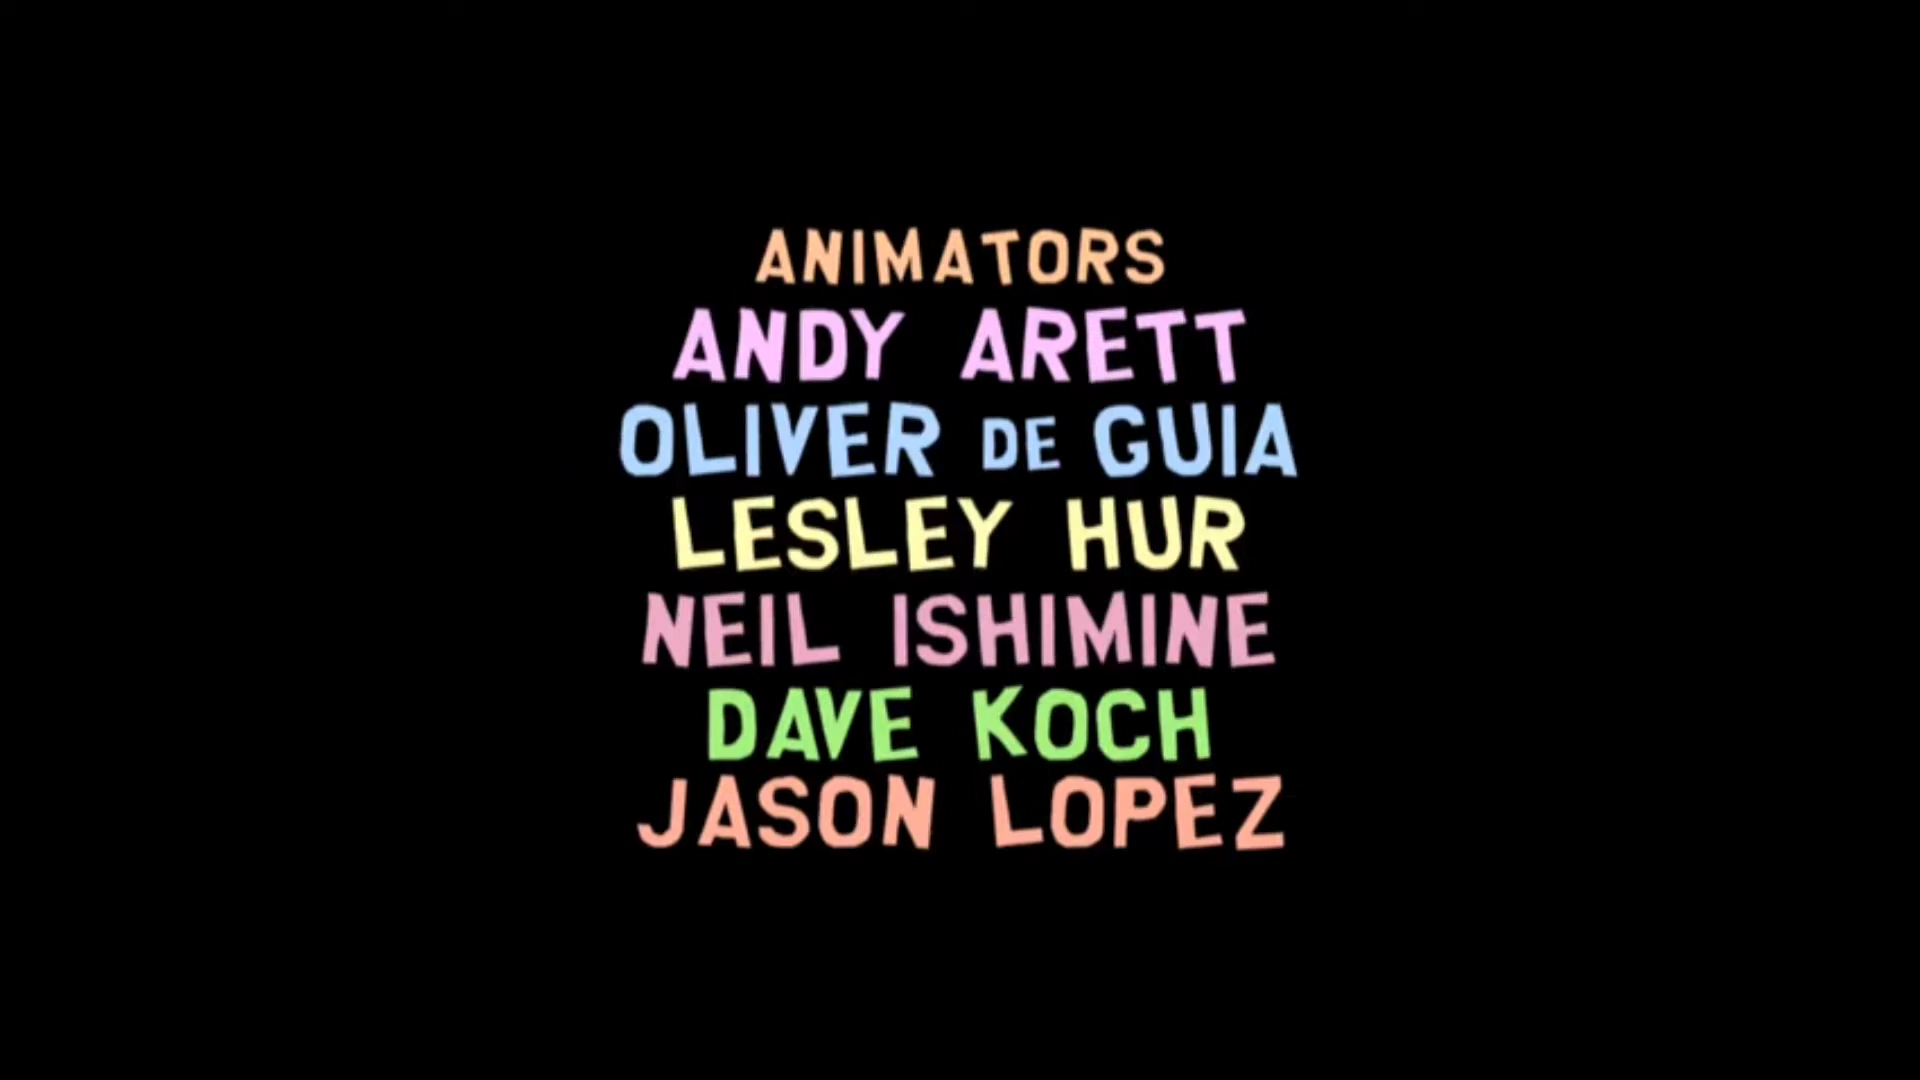 ANIMATORS
ANDY ARETT
OLIVER DE GUIA
LESLEY HUR
NEIL ISHIMINE
DAVE KOCH
JASON LOPEZ